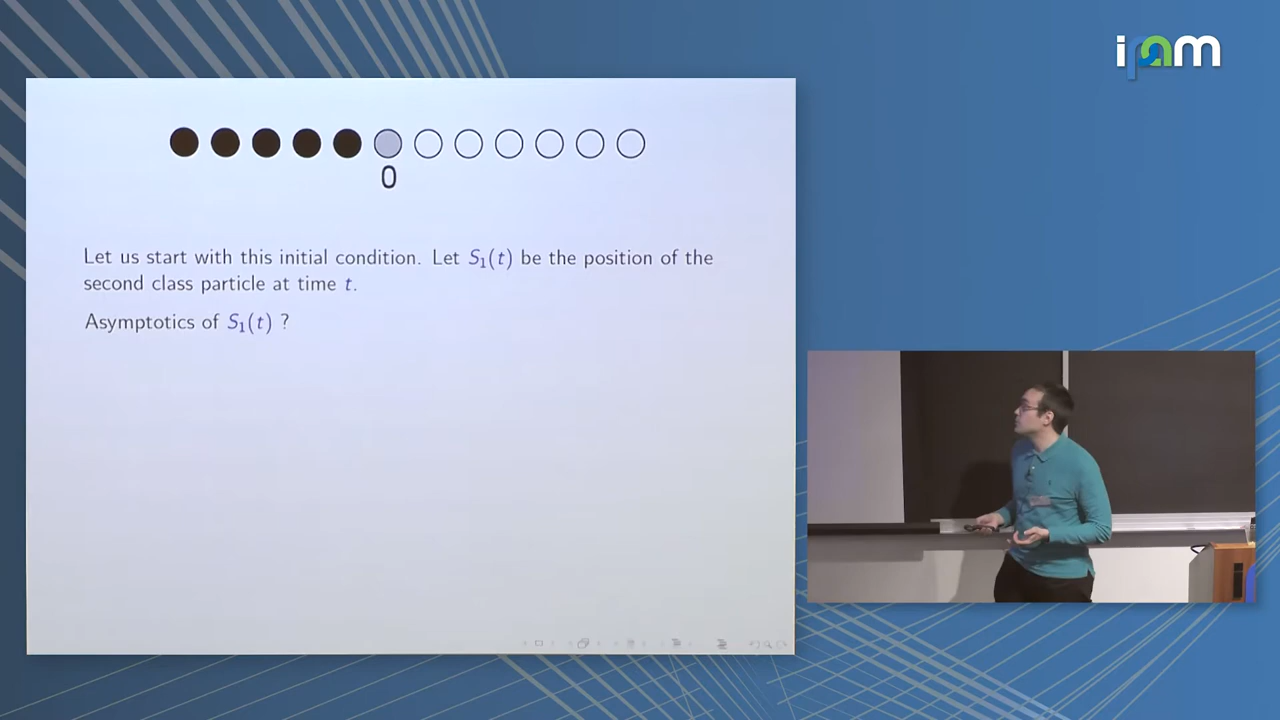 ipam
0
Let us start with this initial condition. Let S₁(t) be the position of the
second class particle at time t.
Asymptotics of S₁(t) ?